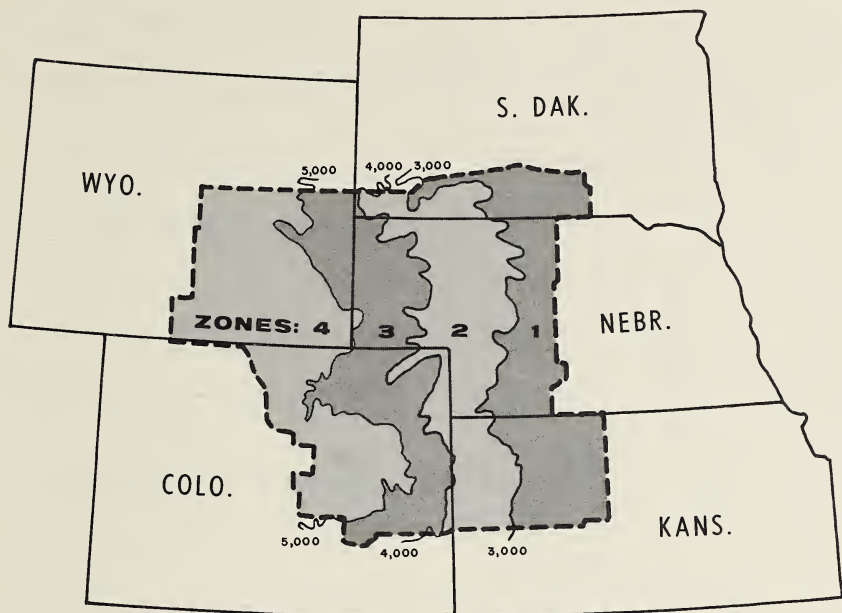 S. DAK.
WYO.
5,000
4,000
3,000
ZONES: 4
3
2
1
NEBR.
COLO.
KANS.
5,000
4,000
3,000